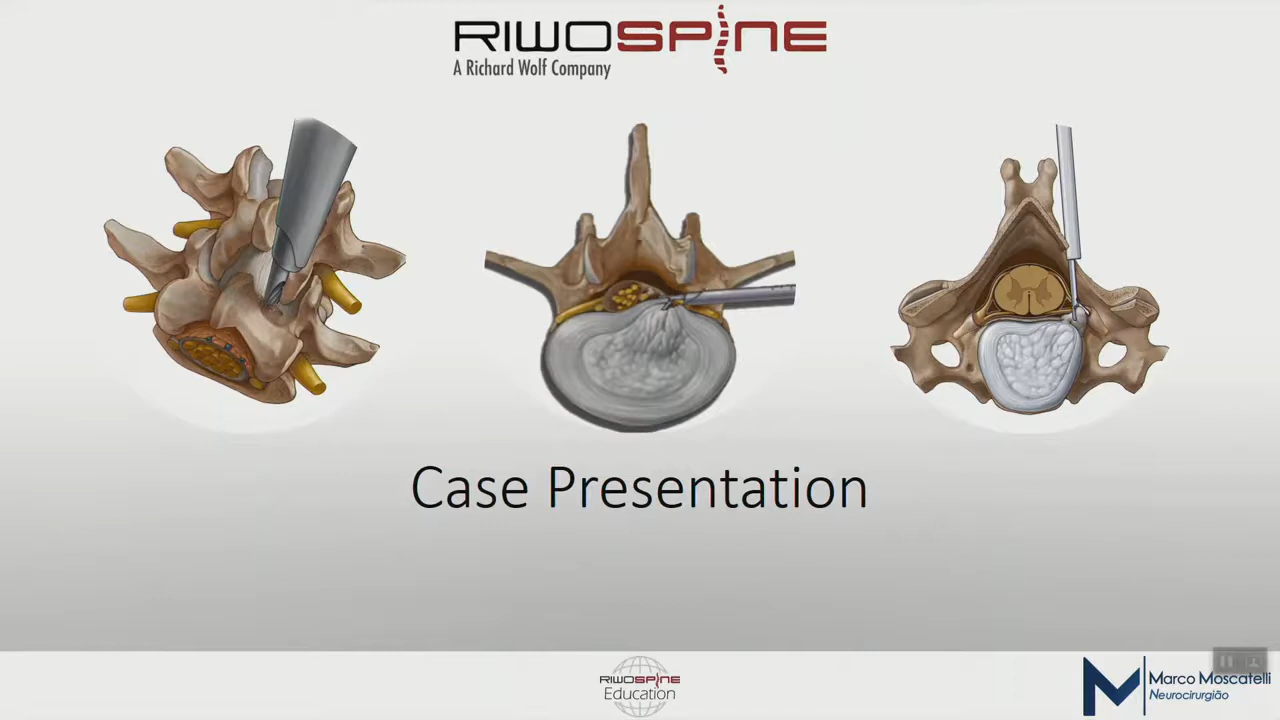 RIWOSPINE
A Richard Wolf Company
Case Presentation
RIWOSPINE
Education
Marco Moscatelli
Neurocirurgião